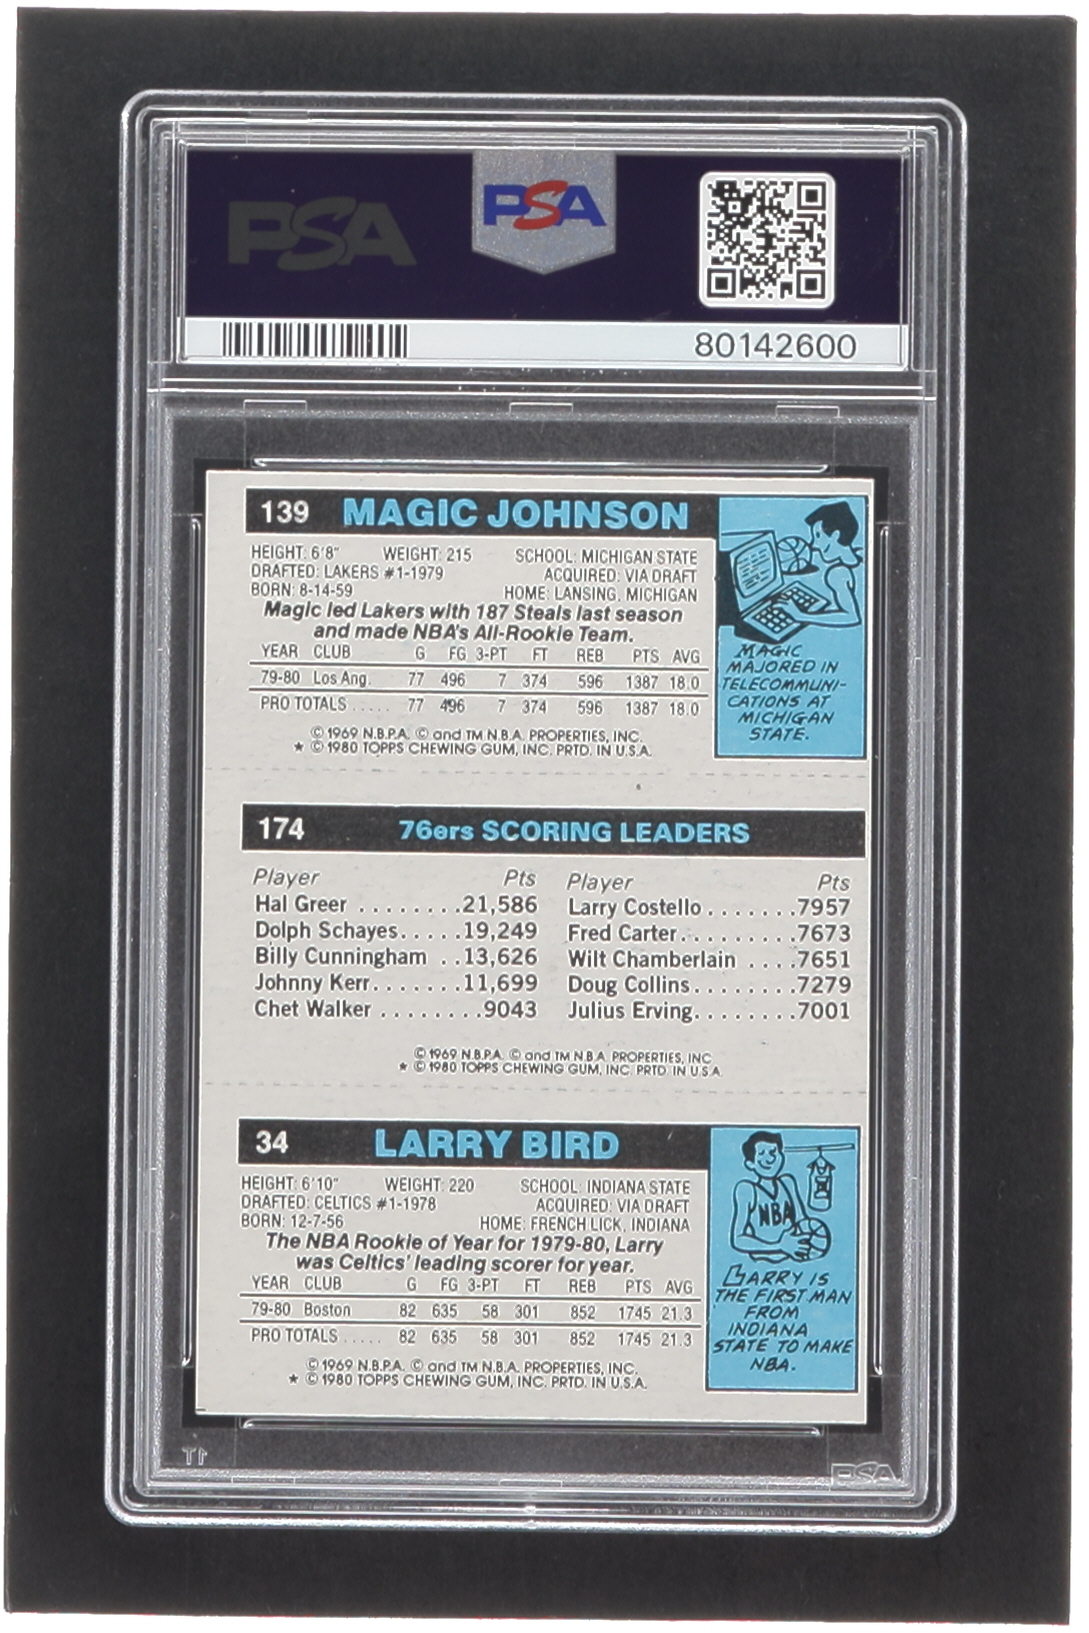 PSA
PSA
80142600
139 MAGIC JOHNSON
HEIGHT: 6'8" WEIGHT: 215 SCHOOL: MICHIGAN STATE
DRAFTED: LAKERS #1-1979 ACQUIRED: VIA DRAFT
BORN: 8-14-59 HOME: LANSING, MICHIGAN
Magic led Lakers with 187 Steals last season
and made NBA's All-Rookie Team.
YEAR CLUB G FG 3-PT FT REB PTS AVG
79-80 Los Ang. 77 496 7 374 596 1387 18.0
PRO TOTALS ..... 77 496 7 374 596 1387 18.0
© 1969 N.B.P.A. © and TM N.B.A. PROPERTIES, INC.
★ © 1980 TOPPS CHEWING GUM, INC. PRTD. IN U.S.A.
MAGIC
MAJORED IN
TELECOMMUNI-
CATIONS AT
MICHIGAN
STATE.
174 76ers SCORING LEADERS
Player Pts Player Pts
Hal Greer ........21,586 Larry Costello.......7957
Dolph Schayes.....19,249 Fred Carter.........7673
Billy Cunningham ..13,626 Wilt Chamberlain ....7651
Johnny Kerr.......11,699 Doug Collins........7279
Chet Walker ........9043 Julius Erving........7001
© 1969 N.B.P.A. © and TM N.B.A. PROPERTIES, INC.
★ © 1980 TOPPS CHEWING GUM, INC. PRTD. IN U.S.A.
34 LARRY BIRD
HEIGHT: 6'10" WEIGHT: 220 SCHOOL: INDIANA STATE
DRAFTED: CELTICS #1-1978 ACQUIRED: VIA DRAFT
BORN: 12-7-56 HOME: FRENCH LICK, INDIANA
The NBA Rookie of Year for 1979-80, Larry
was Celtics' leading scorer for year.
YEAR CLUB G FG 3-PT FT REB PTS AVG
79-80 Boston 82 635 58 301 852 1745 21.3
PRO TOTALS ..... 82 635 58 301 852 1745 21.3
© 1969 N.B.P.A. © and TM N.B.A. PROPERTIES, INC.
★ © 1980 TOPPS CHEWING GUM, INC. PRTD. IN U.S.A.
NBA
LARRY IS
THE FIRST MAN
FROM
INDIANA
STATE TO MAKE
NBA.
PSA